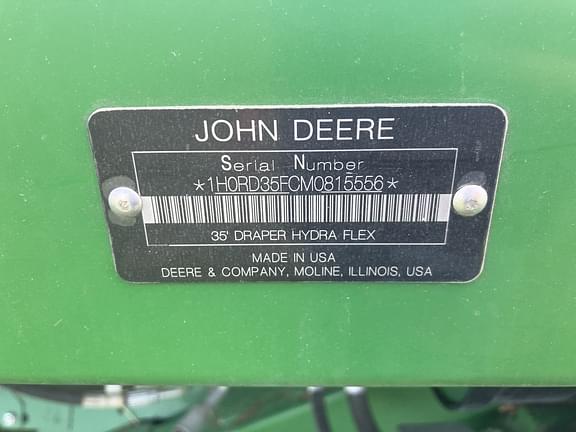 JOHN DEERE
Serial Number
*1H0RD35FCM0815556*
35' DRAPER HYDRA FLEX
MADE IN USA
DEERE & COMPANY, MOLINE, ILLINOIS, USA